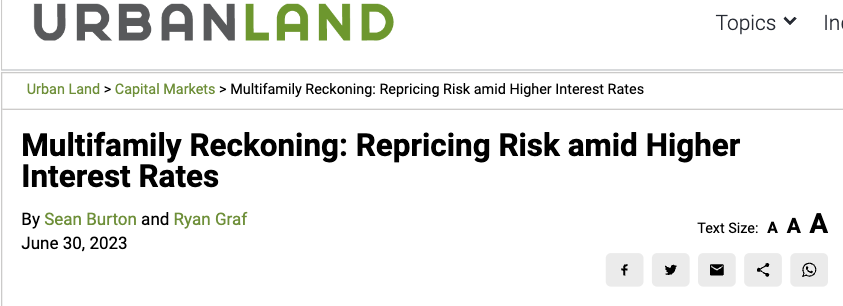 URBANLAND
Topics
In
Urban Land > Capital Markets > Multifamily Reckoning: Repricing Risk amid Higher Interest Rates
Multifamily Reckoning: Repricing Risk amid Higher
Interest Rates
By Sean Burton and Ryan Graf
June 30, 2023
Text Size: A A A